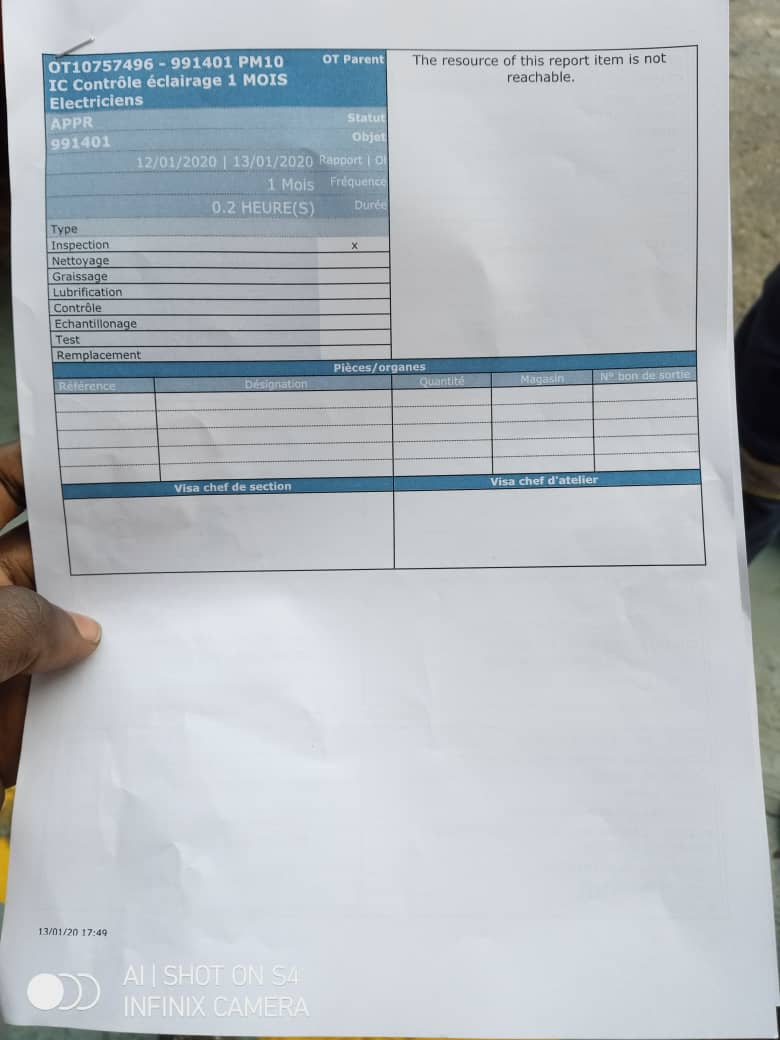 OT10757496 - 991401 PM10 OT Parent
IC Contrôle éclairage 1 MOIS
Electriciens
APPR Statut
991401 Objet
12/01/2020 | 13/01/2020 Rapport | OI
1 Mois Fréquence
0.2 HEURE(S) Durée
Type
Inspection x
Nettoyage
Graissage
Lubrification
Contrôle
Echantillonage
Test
Remplacement
The resource of this report item is not
reachable.
Pièces/organes
Référence Désignation Quantité Magasin N° bon de sortie
Visa chef de section Visa chef d'atelier
13/01/20 17:49
AI | SHOT ON S4
INFINIX CAMERA